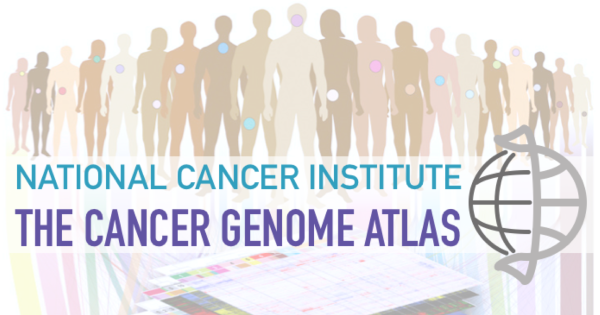 NATIONAL CANCER INSTITUTE
THE CANCER GENOME ATLAS